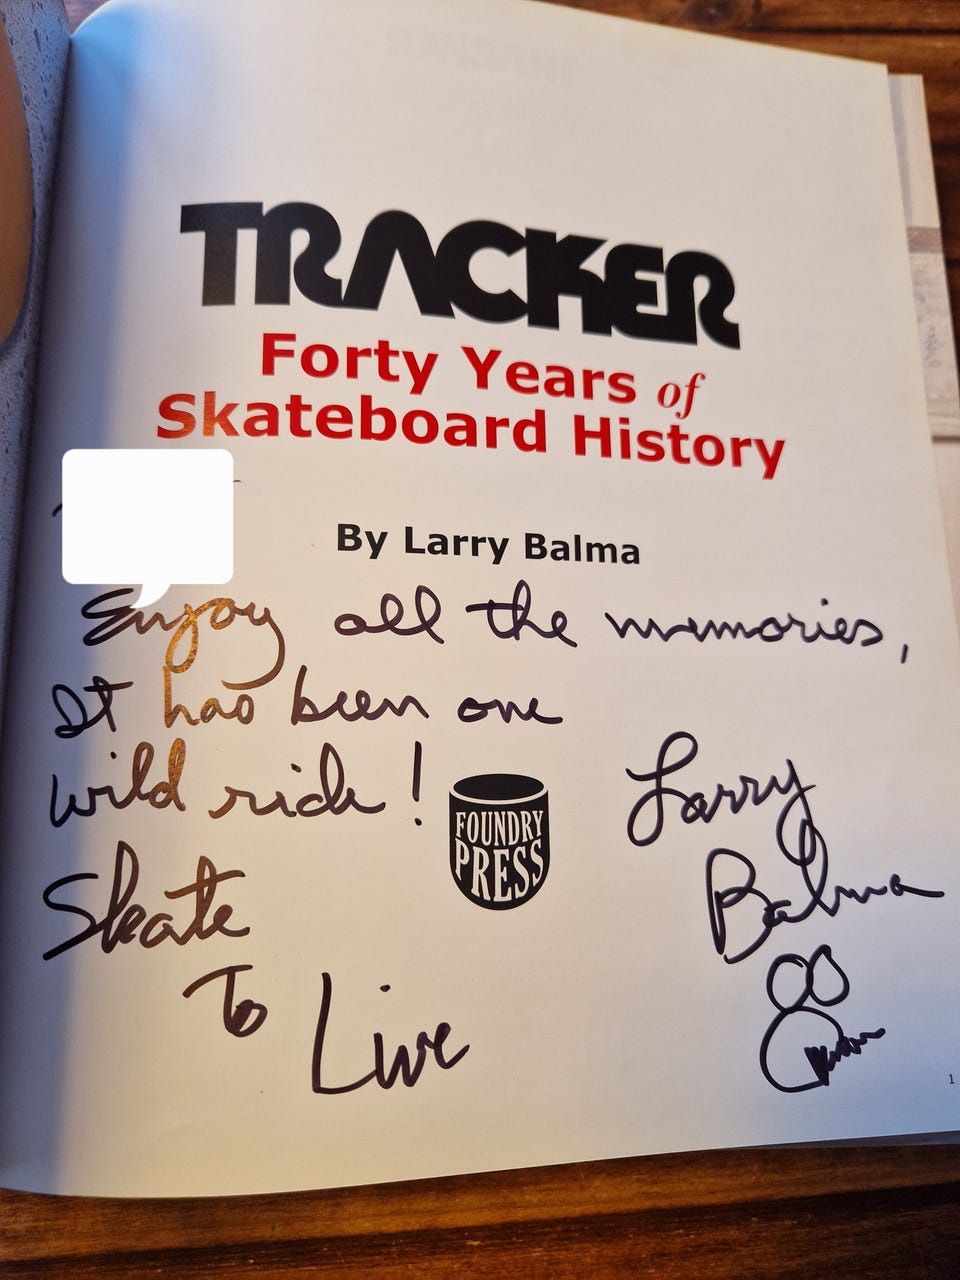 TRACKER
Forty Years of
Skateboard History
By Larry Balma
Enjoy all the memories,
It has been one
wild ride!
FOUNDRY
PRESS
Larry
Balma
Skate
To Live
1